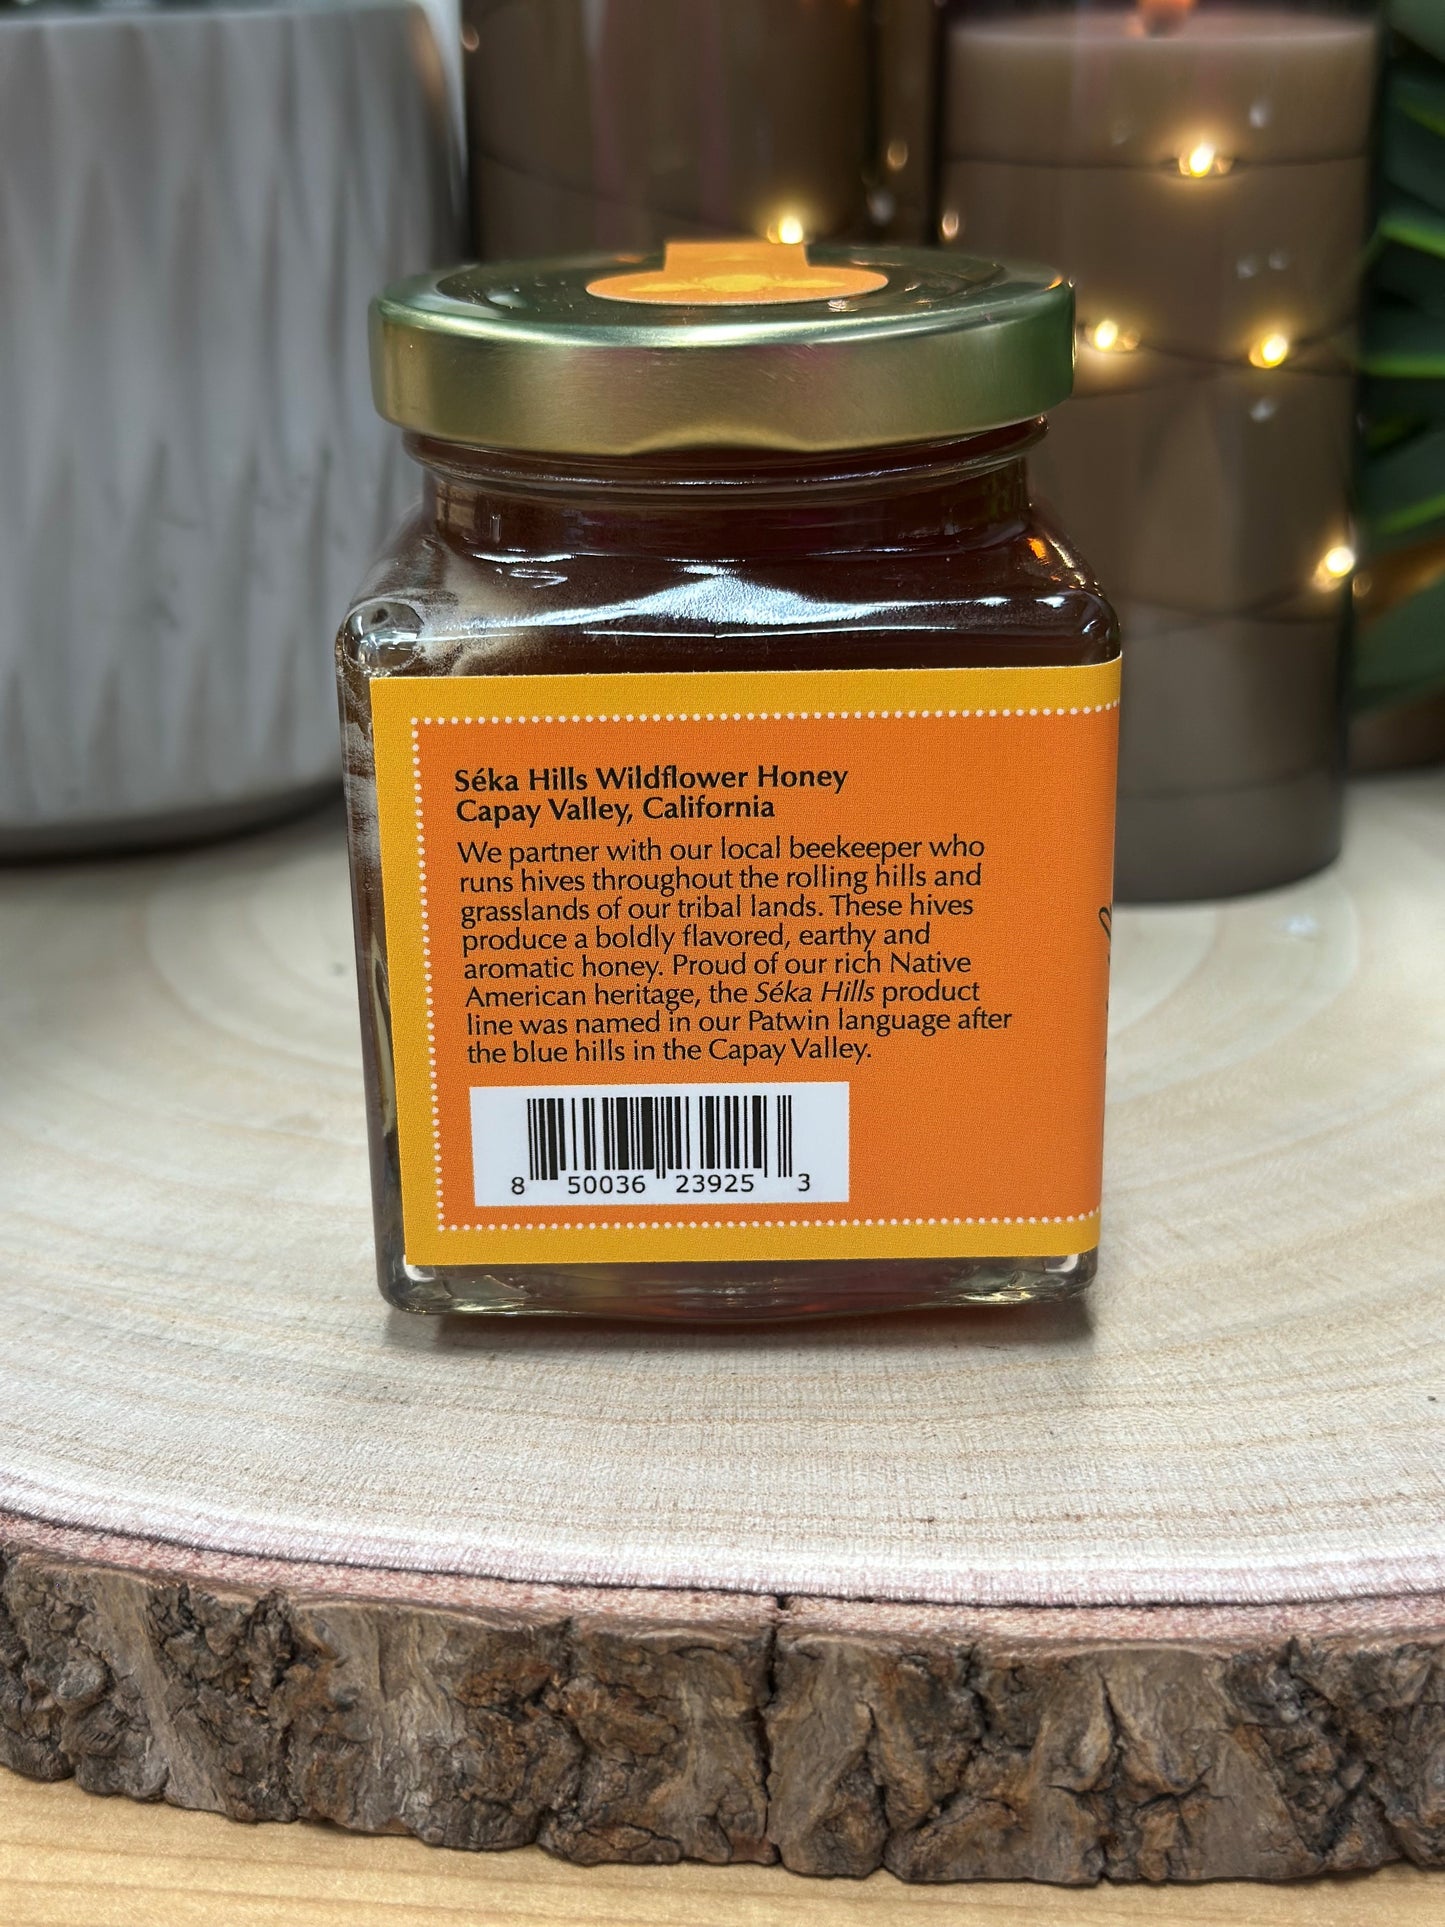 Séka Hills Wildflower Honey
Capay Valley, California
We partner with our local beekeeper who
runs hives throughout the rolling hills and
grasslands of our tribal lands. These hives
produce a boldly flavored, earthy and
aromatic honey. Proud of our rich Native
American heritage, the Séka Hills product
line was named in our Patwin language after
the blue hills in the Capay Valley.
8 50036 23925 3